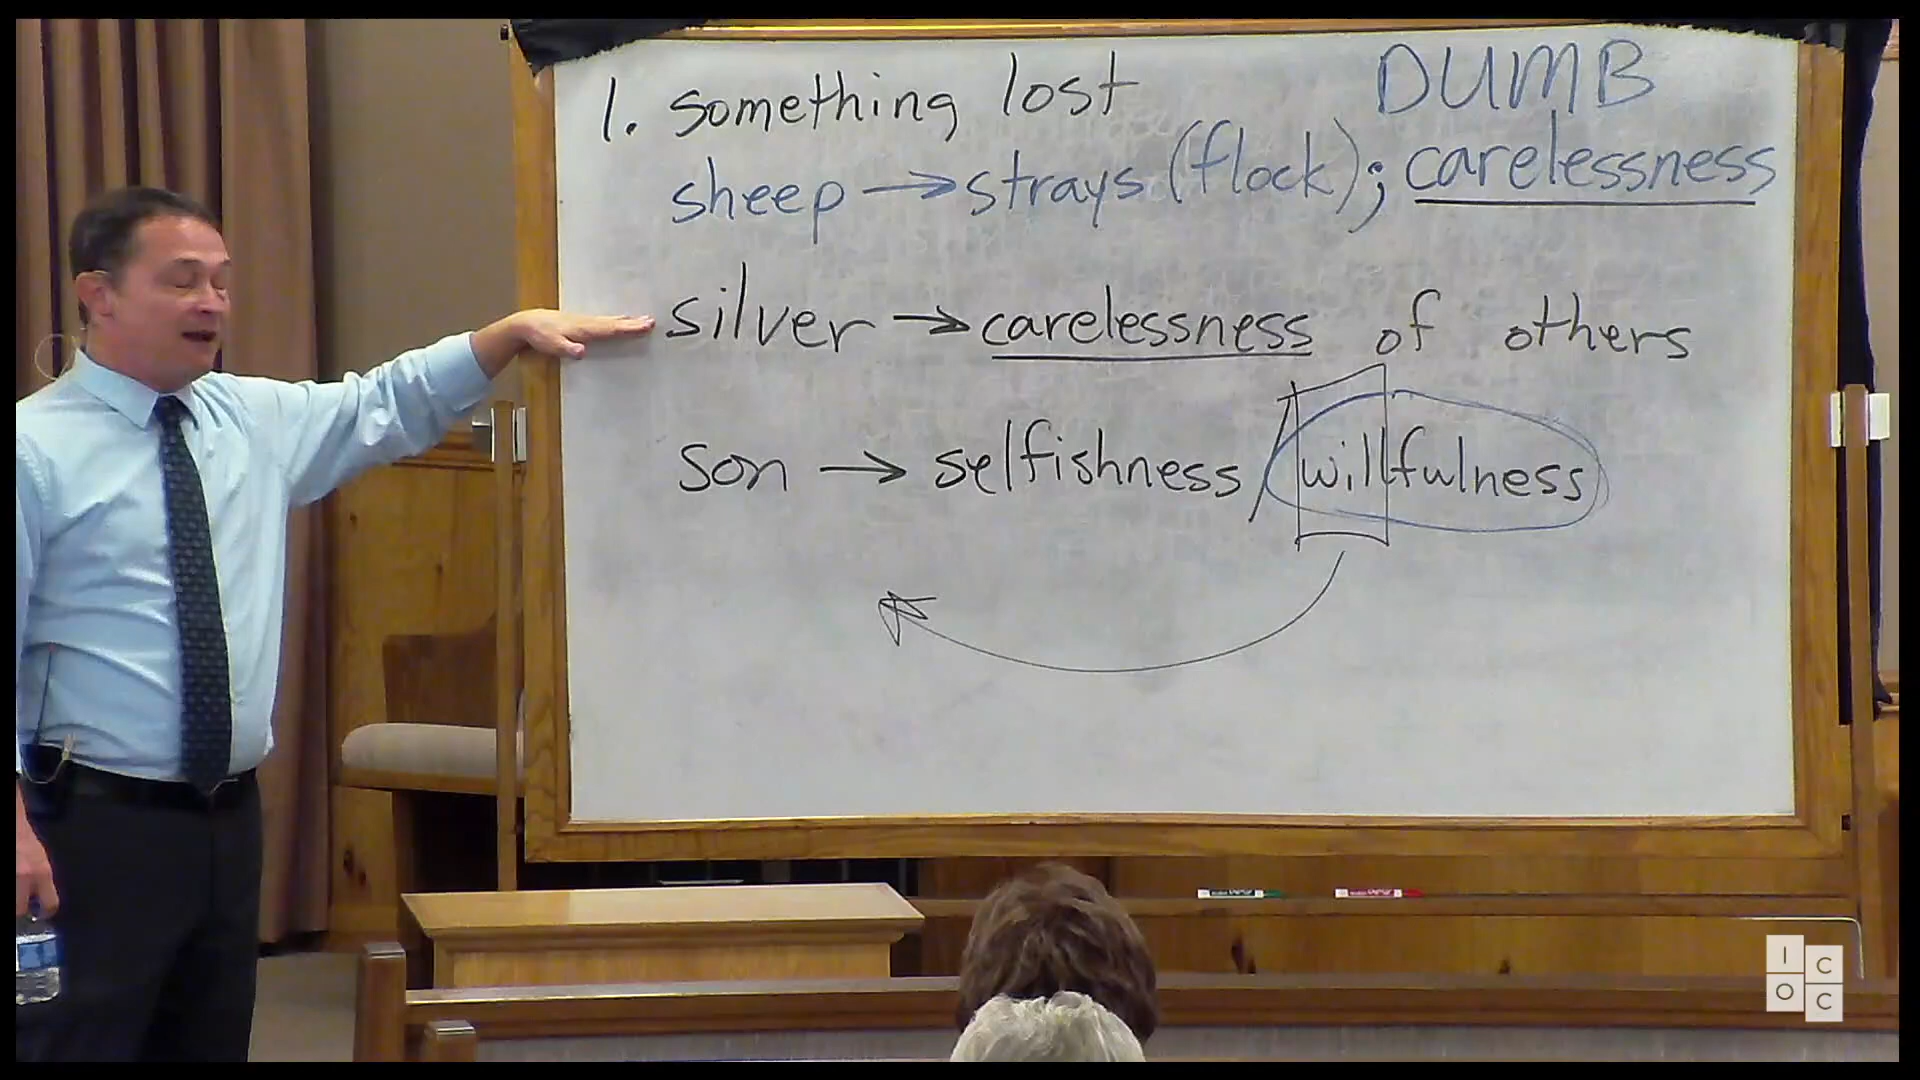 1. something lost DUMB
sheep → strays (flock); carelessness
silver → carelessness of others
son → selfishness / willfulness
I C
O C